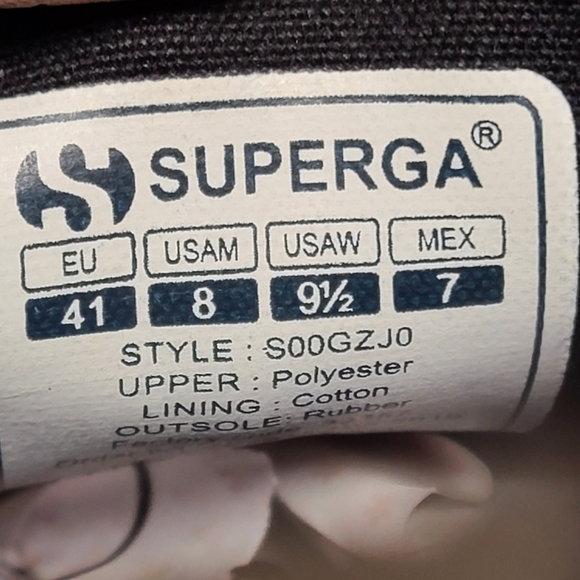 SUPERGA®
EU USAM USAW MEX
41 8 9½ 7
STYLE : S00GZJ0
UPPER : Polyester
LINING : Cotton
OUTSOLE: Rubber